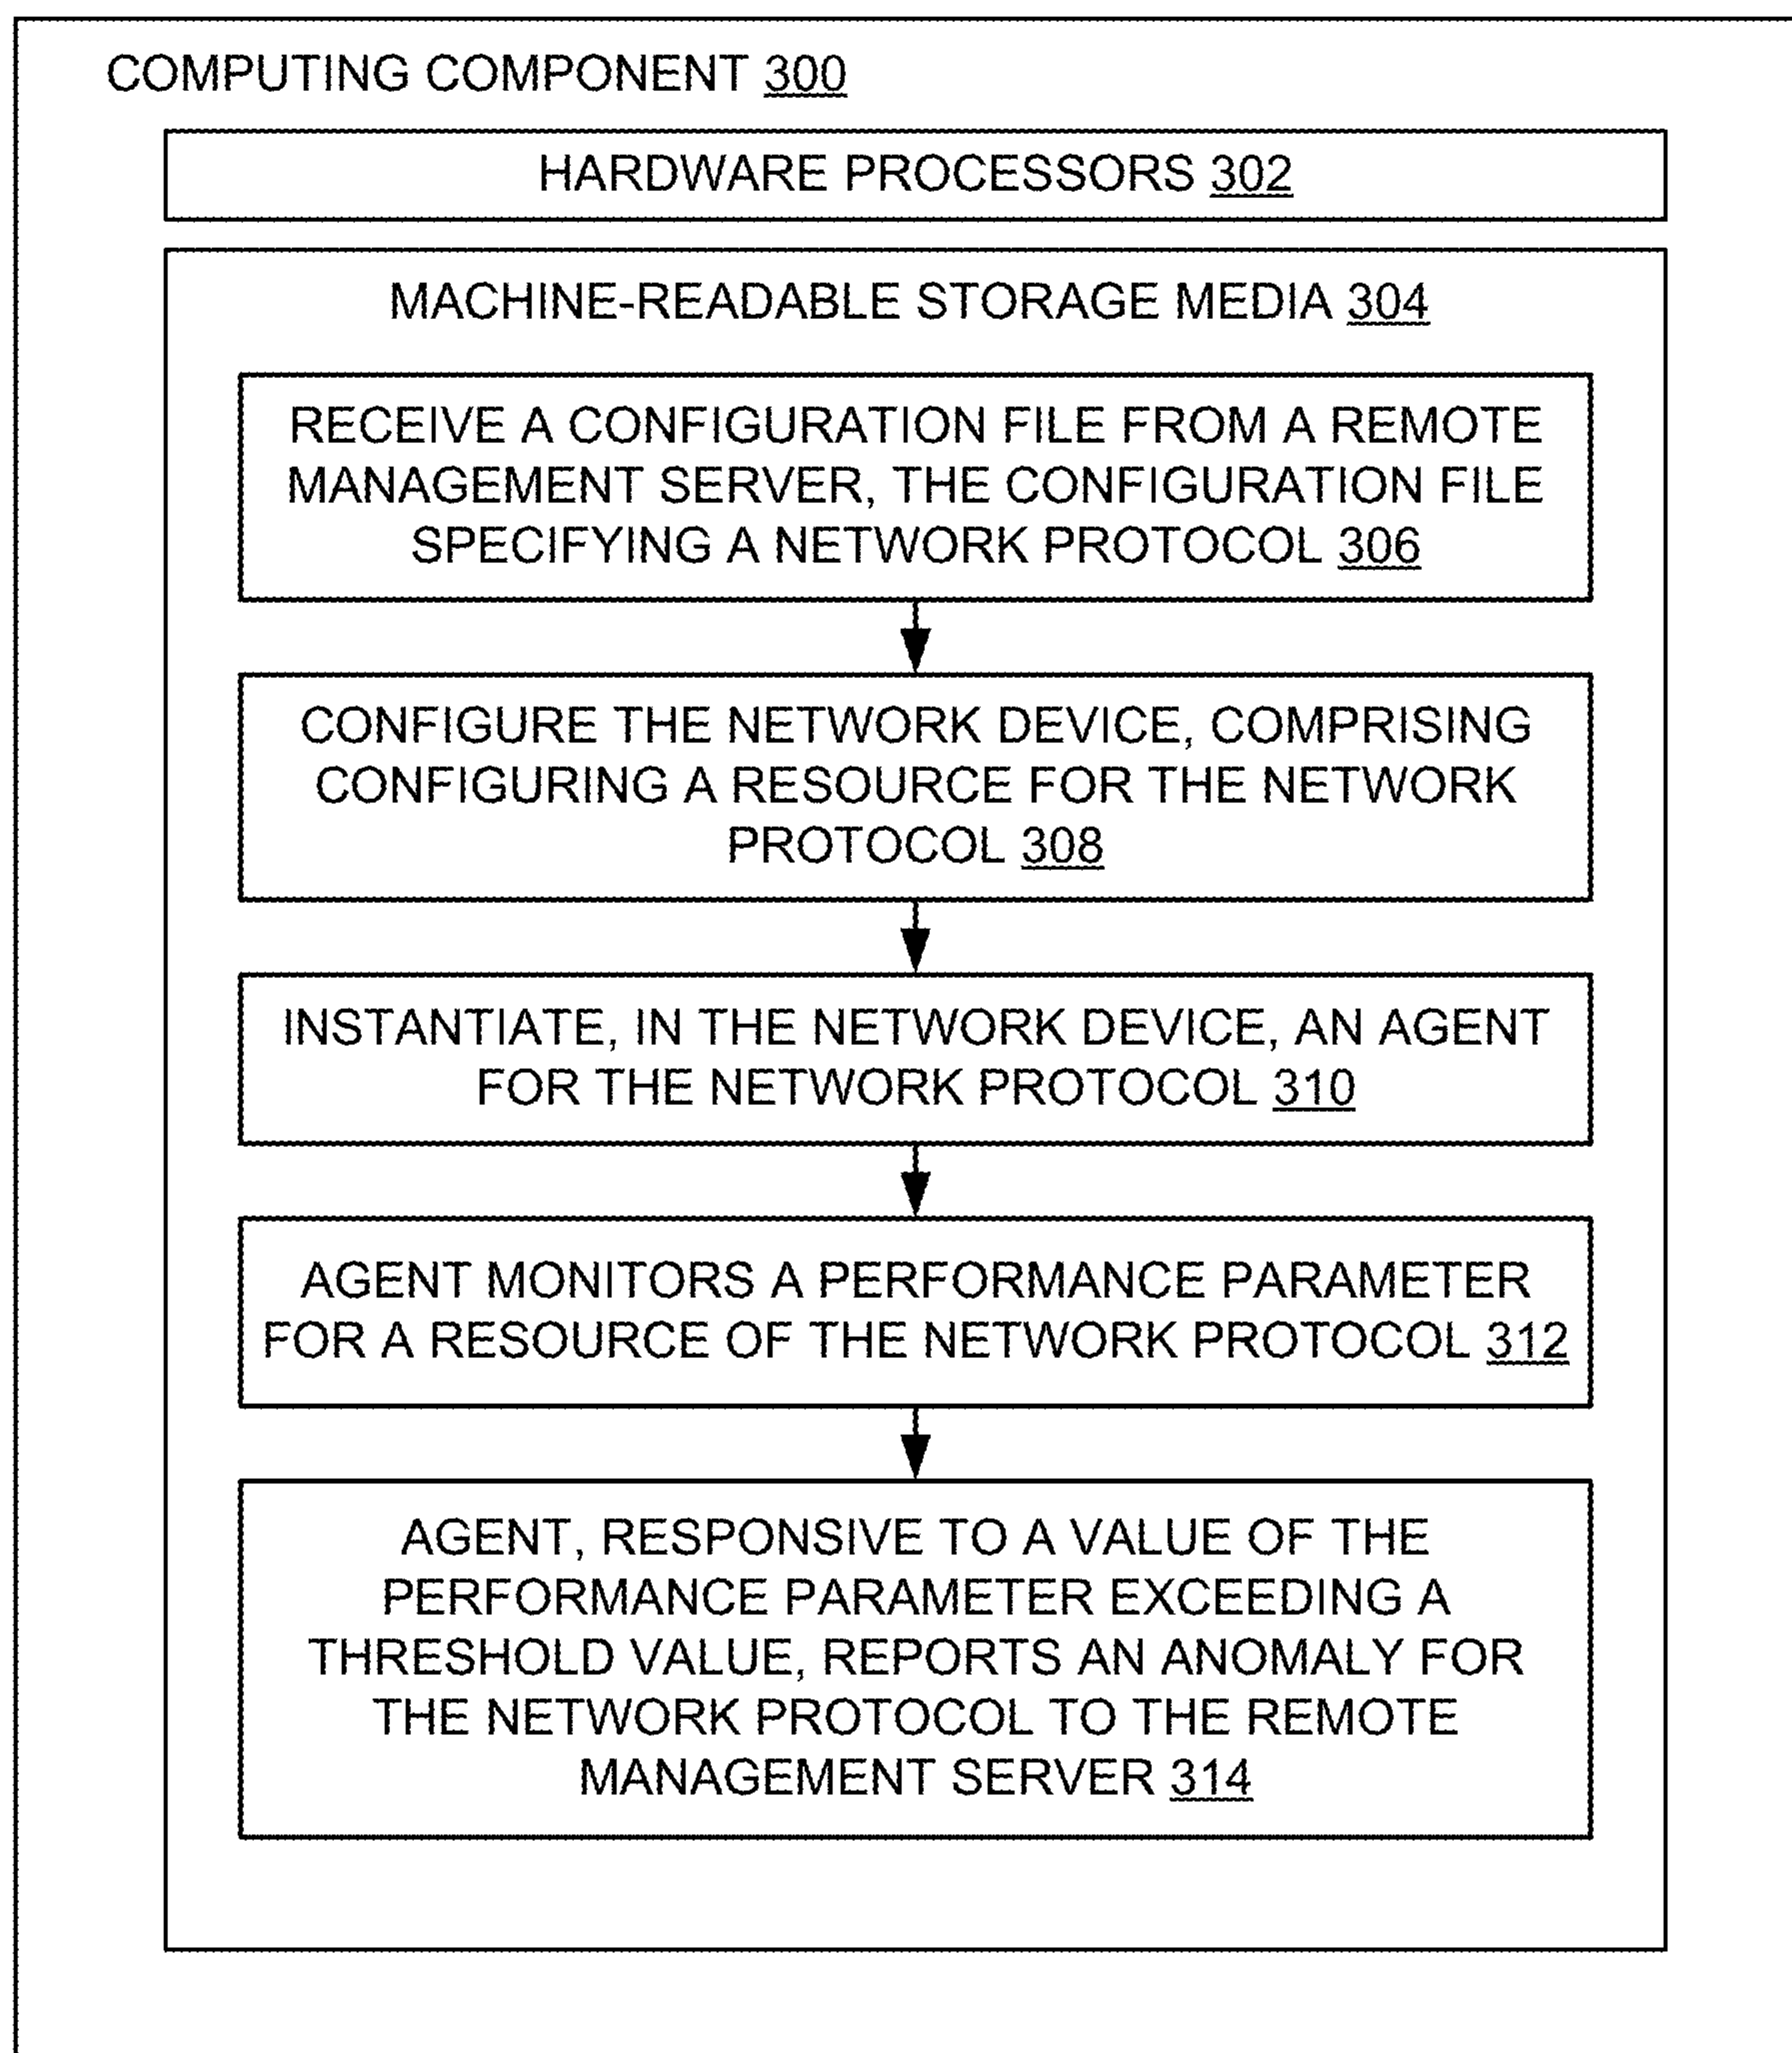 COMPUTING COMPONENT 300
HARDWARE PROCESSORS 302
MACHINE-READABLE STORAGE MEDIA 304
RECEIVE A CONFIGURATION FILE FROM A REMOTE
MANAGEMENT SERVER, THE CONFIGURATION FILE
SPECIFYING A NETWORK PROTOCOL 306
CONFIGURE THE NETWORK DEVICE, COMPRISING
CONFIGURING A RESOURCE FOR THE NETWORK
PROTOCOL 308
INSTANTIATE, IN THE NETWORK DEVICE, AN AGENT
FOR THE NETWORK PROTOCOL 310
AGENT MONITORS A PERFORMANCE PARAMETER
FOR A RESOURCE OF THE NETWORK PROTOCOL 312
AGENT, RESPONSIVE TO A VALUE OF THE
PERFORMANCE PARAMETER EXCEEDING A
THRESHOLD VALUE, REPORTS AN ANOMALY FOR
THE NETWORK PROTOCOL TO THE REMOTE
MANAGEMENT SERVER 314